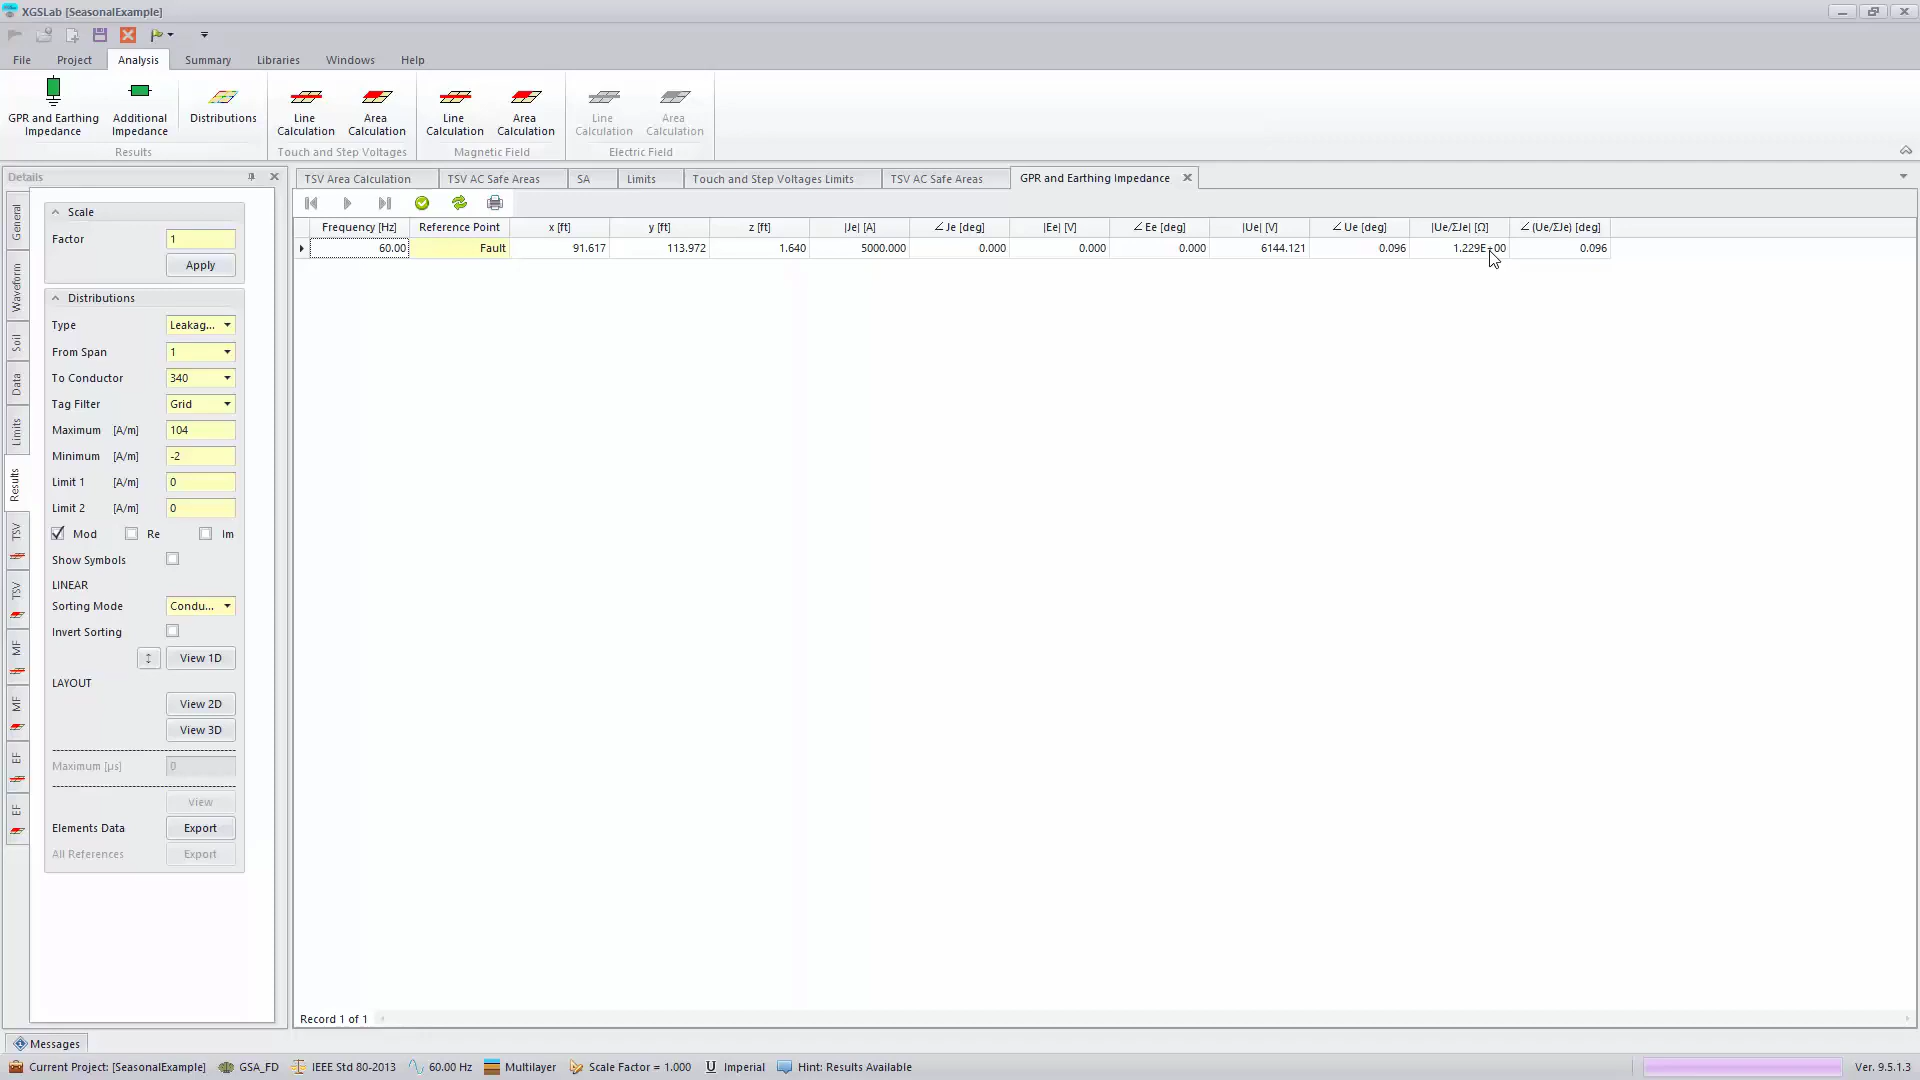 XGSLab [SeasonalExample]
File Project Analysis Summary Libraries Windows Help
GPR and Earthing Impedance
Additional Impedance
Distributions
Line Calculation
Area Calculation
Line Calculation
Area Calculation
Line Calculation
Area Calculation
Results
Touch and Step Voltages
Magnetic Field
Electric Field
Details
General
Waveform
Soil
Data
Limits
Results
TSV
TSV
MF
MF
EF
EF
Scale
Factor 1
Apply
Distributions
Type Leakag...
From Span 1
To Conductor 340
Tag Filter Grid
Maximum [A/m] 104
Minimum [A/m] -2
Limit 1 [A/m] 0
Limit 2 [A/m] 0
Mod Re Im
Show Symbols
LINEAR
Sorting Mode Condu...
Invert Sorting
View 1D
LAYOUT
View 2D
View 3D
Maximum [µs] 0
View
Elements Data Export
All References Export
TSV Area Calculation TSV AC Safe Areas SA Limits Touch and Step Voltages Limits TSV AC Safe Areas GPR and Earthing Impedance
Frequency [Hz] Reference Point x [ft] y [ft] z [ft] |Je| [A] ∠ Je [deg] |Ee| [V] ∠ Ee [deg] |Ue| [V] ∠ Ue [deg] |Ue/ΣJe| [Ω] ∠ (Ue/ΣJe) [deg]
60.00 Fault 91.617 113.972 1.640 5000.000 0.000 0.000 0.000 6144.121 0.096 1.229E+00 0.096
Record 1 of 1
Messages
Current Project: [SeasonalExample] GSA_FD IEEE Std 80-2013 60.00 Hz Multilayer Scale Factor = 1.000 U Imperial Hint: Results Available Ver. 9.5.1.3